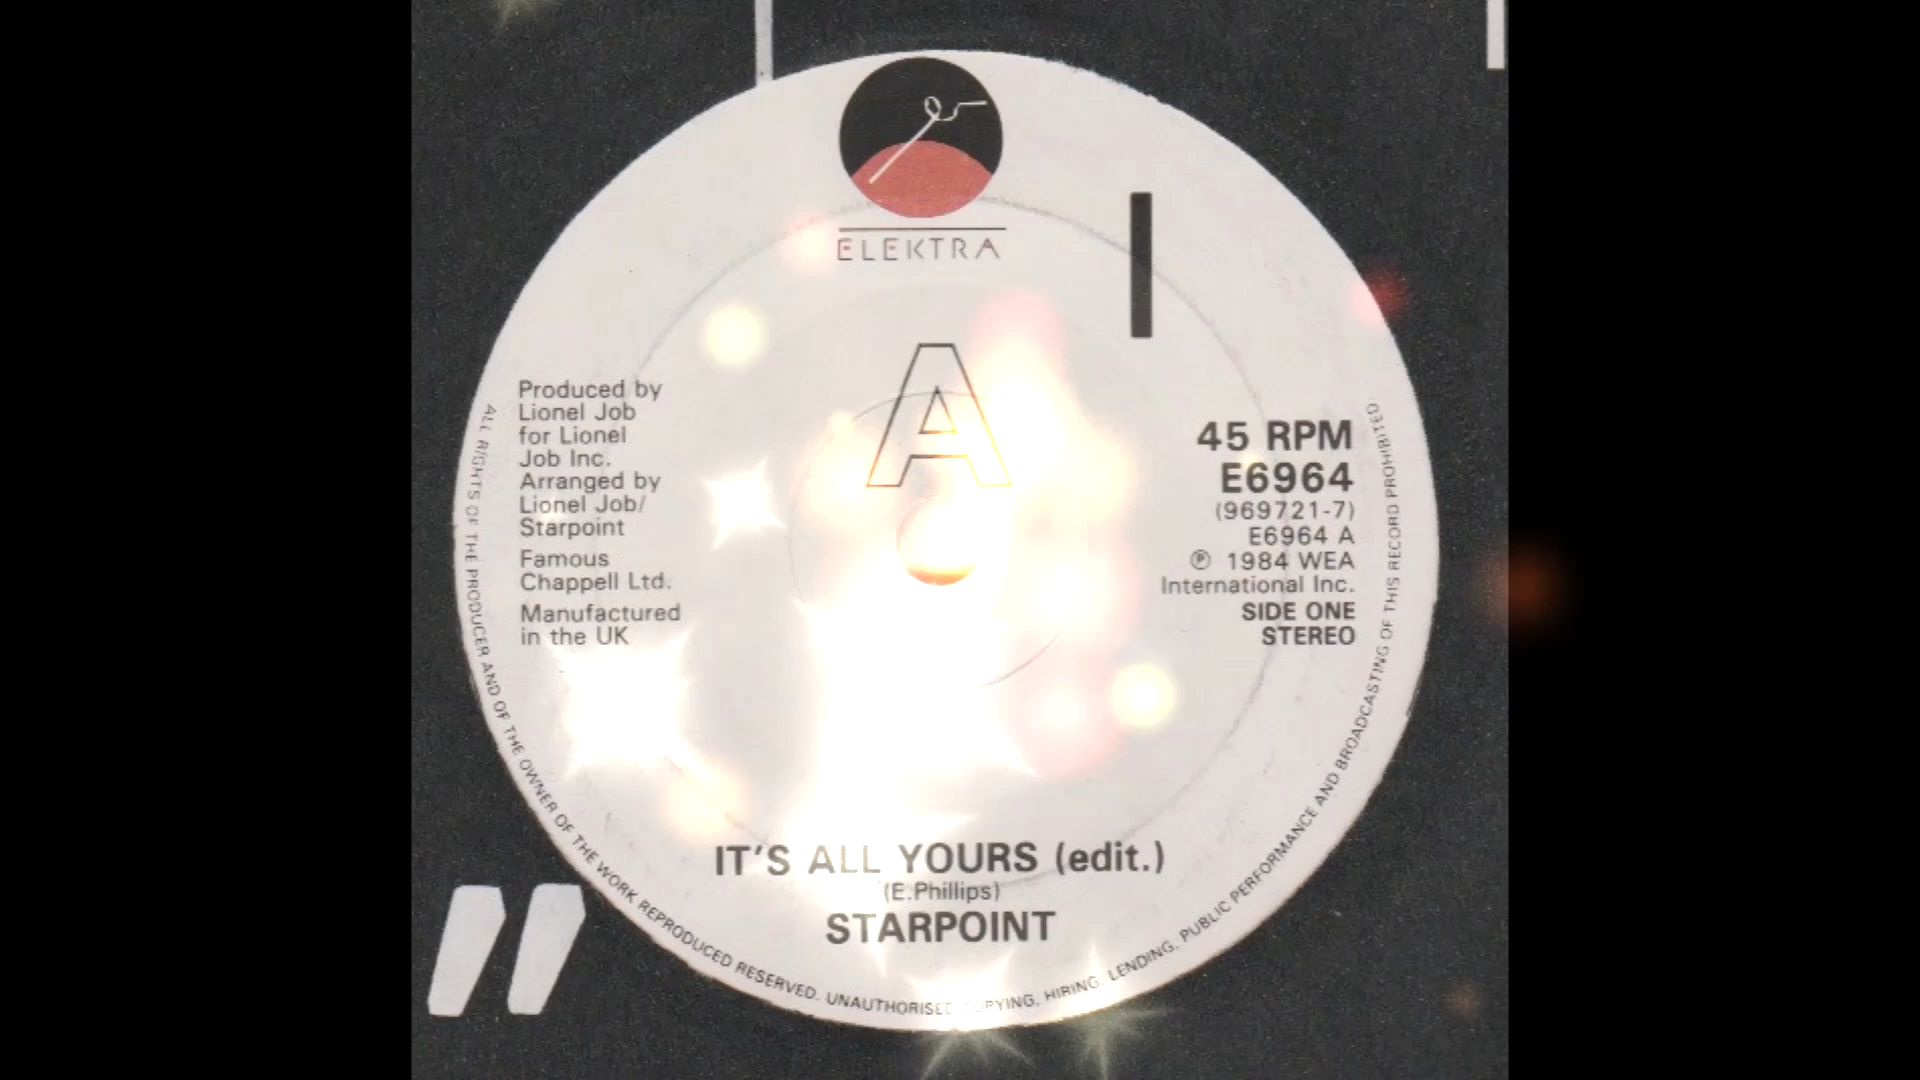 ELEKTRA
A
Produced by
Lionel Job
for Lionel
Job Inc.
Arranged by
Lionel Job/
Starpoint
Famous
Chappell Ltd.
Manufactured
in the UK
45 RPM
E6964
(969721-7)
E6964 A
Ⓟ 1984 WEA
International Inc.
SIDE ONE
STEREO
IT'S ALL YOURS (edit.)
(E.Phillips)
STARPOINT
ALL RIGHTS OF THE PRODUCER AND OF THE OWNER OF THE WORK REPRODUCED RESERVED. UNAUTHORISED COPYING, HIRING, LENDING, PUBLIC PERFORMANCE AND BROADCASTING OF THIS RECORD PROHIBITED